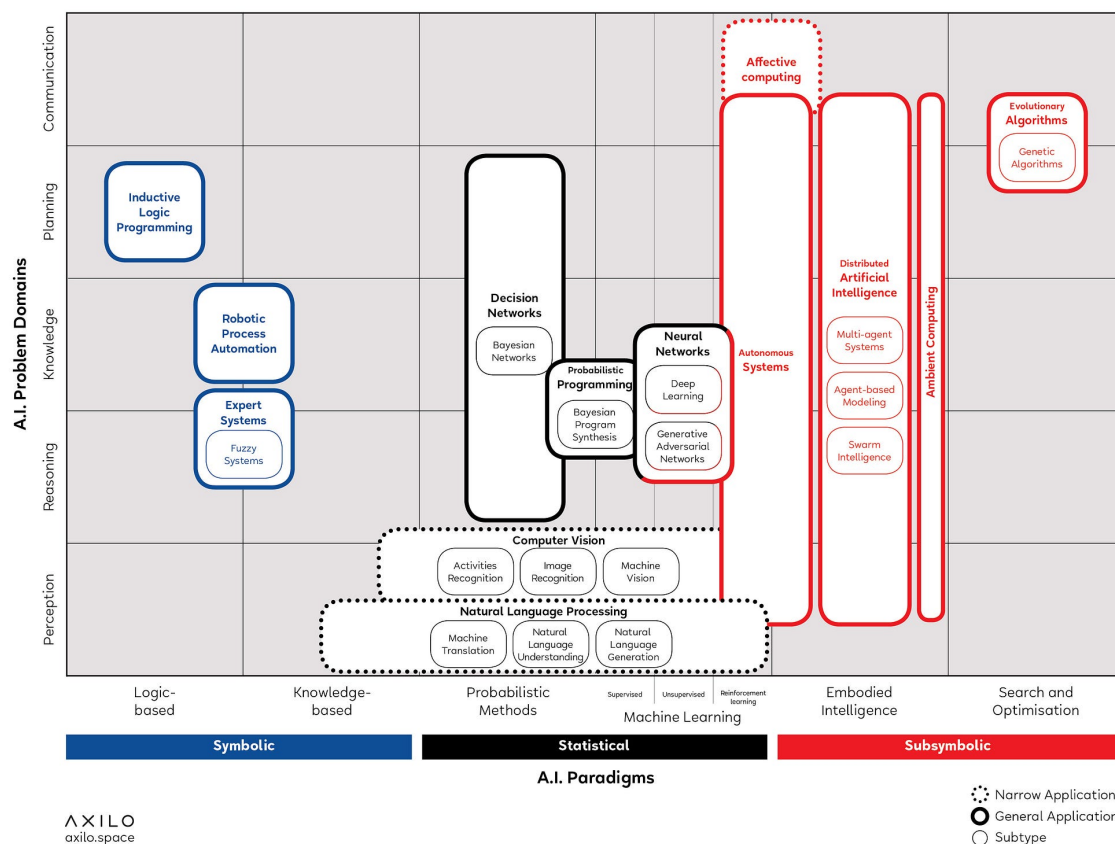 A.I. Problem Domains
Communication
Planning
Knowledge
Reasoning
Perception
Affective
computing
Evolutionary
Algorithms
Genetic
Algorithms
Inductive
Logic
Programming
Robotic
Process
Automation
Expert
Systems
Fuzzy
Systems
Decision
Networks
Bayesian
Networks
Probabilistic
Programming
Bayesian
Program
Synthesis
Neural
Networks
Deep
Learning
Generative
Adversarial
Networks
Autonomous
Systems
Distributed
Artificial
Intelligence
Multi-agent
Systems
Agent-based
Modeling
Swarm
Intelligence
Ambient Computing
Computer Vision
Activities
Recognition
Image
Recognition
Machine
Vision
Natural Language Processing
Machine
Translation
Natural
Language
Understanding
Natural
Language
Generation
Logic-
based
Knowledge-
based
Probabilistic
Methods
Supervised
Unsupervised
Reinforcement
learning
Machine Learning
Embodied
Intelligence
Search and
Optimisation
Symbolic
Statistical
Subsymbolic
A.I. Paradigms
AXILO
axilo.space
Narrow Application
General Application
Subtype